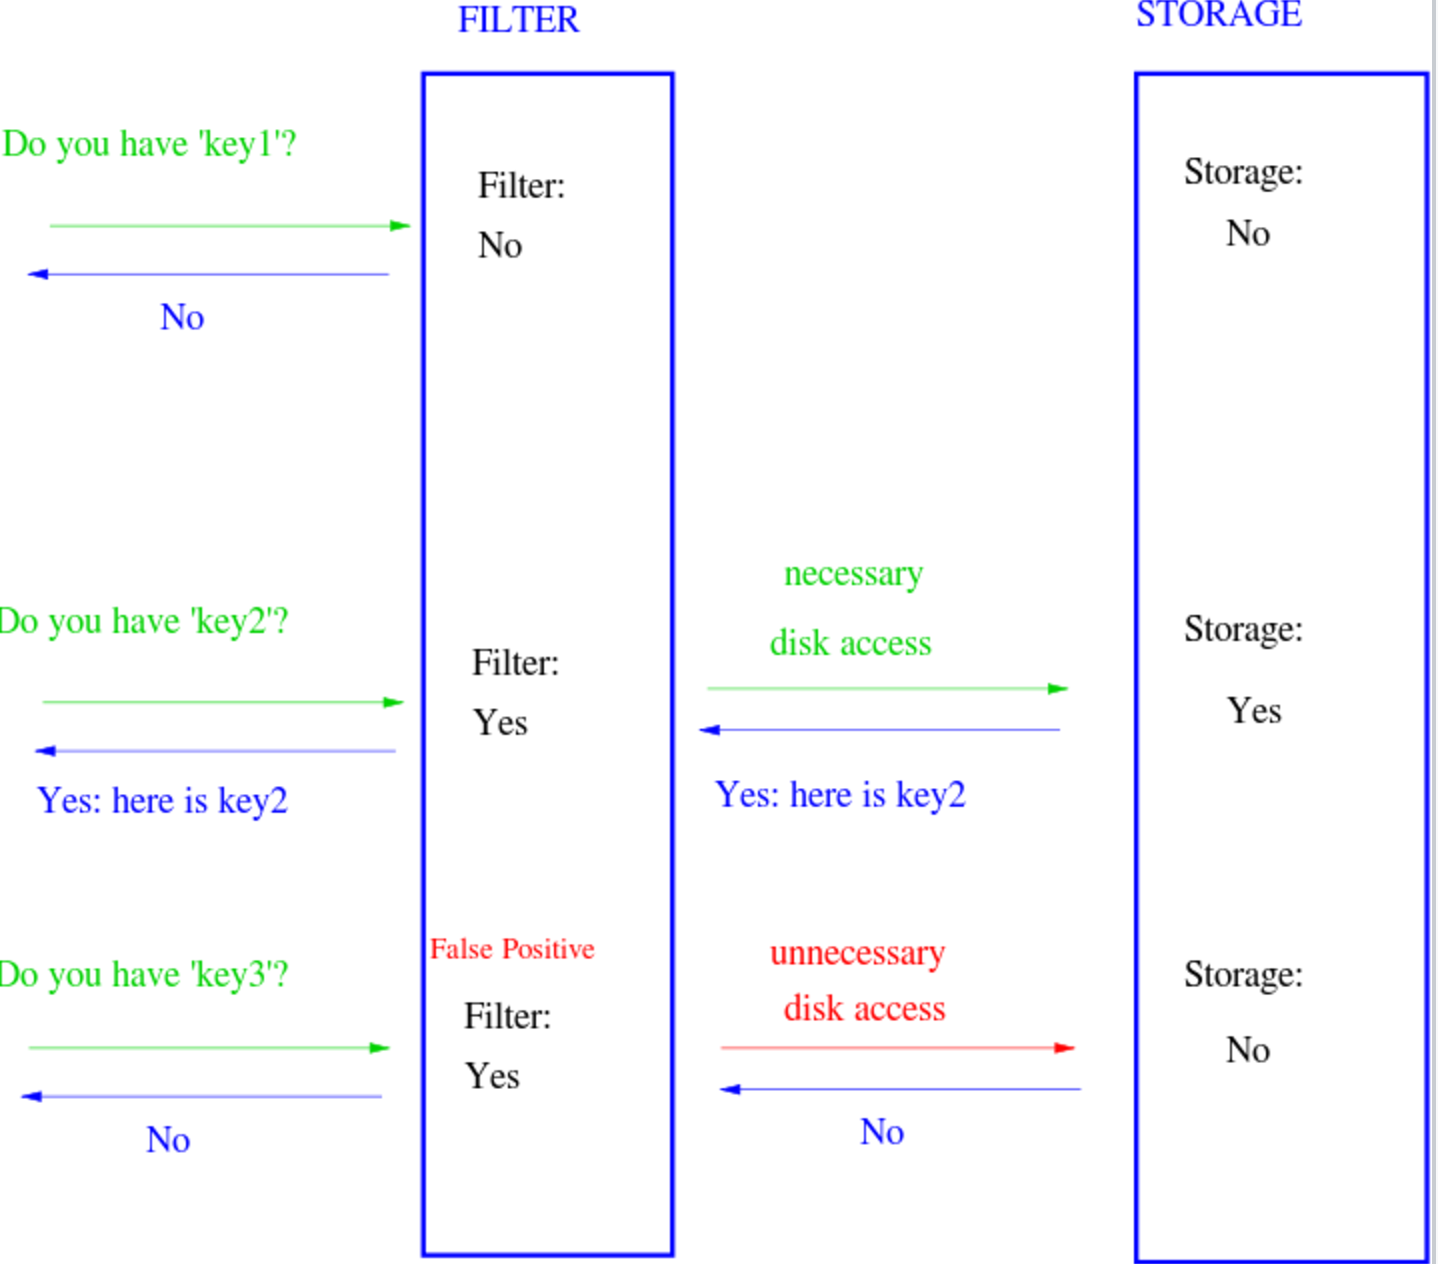 FILTER
STORAGE
Do you have 'key1'?
Filter:
No
Storage:
No
No
necessary
disk access
Do you have 'key2'?
Filter:
Yes
Storage:
Yes
Yes: here is key2
Yes: here is key2
False Positive
unnecessary
disk access
Do you have 'key3'?
Filter:
Yes
Storage:
No
No
No